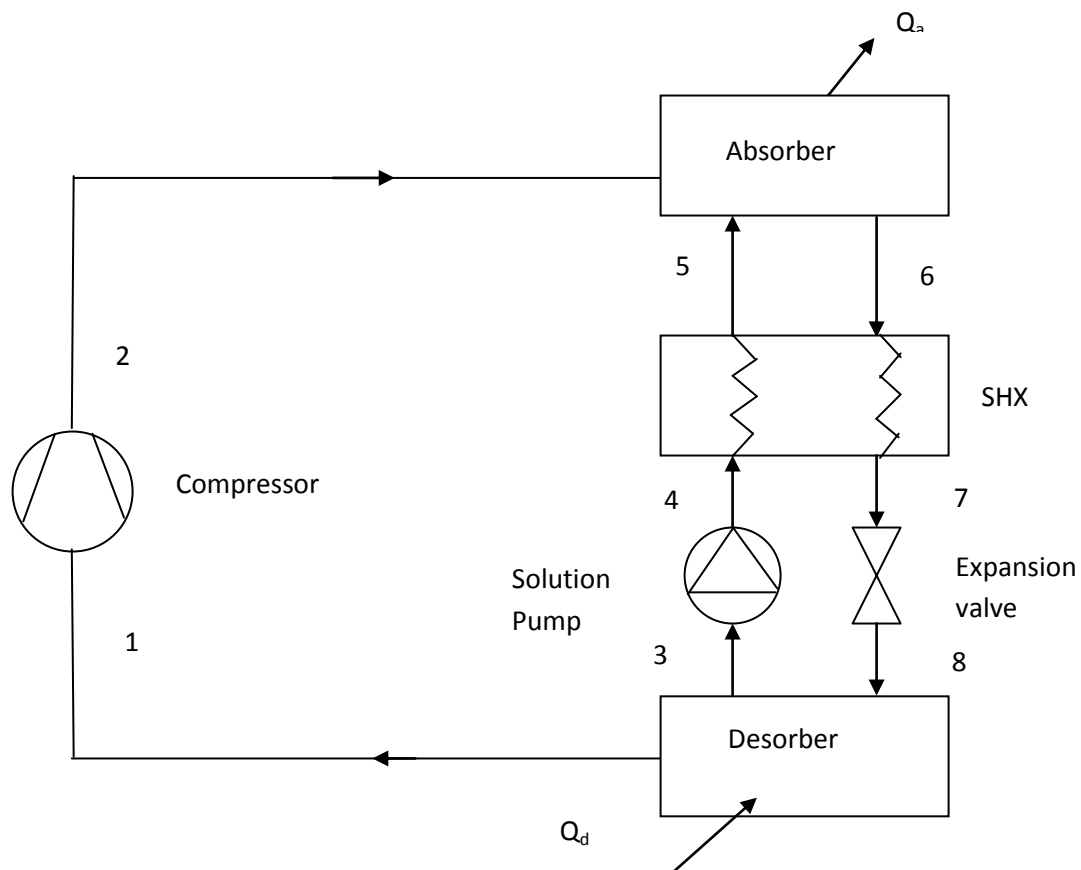 Qa
Absorber
5
6
2
SHX
Compressor
4
7
Solution
Pump
Expansion
valve
1
3
8
Desorber
Qd